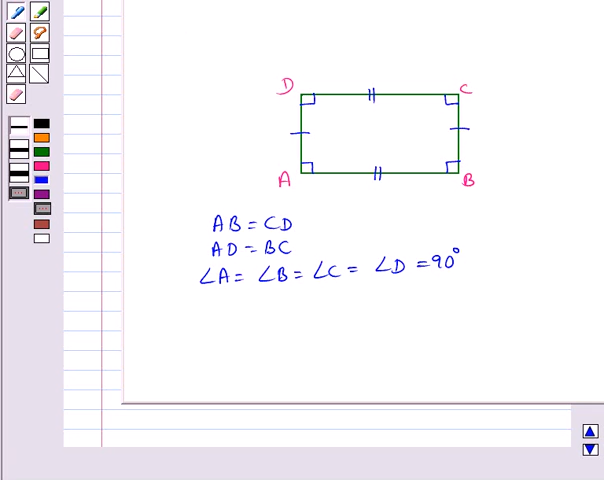 D C
A B
AB = CD
AD = BC
∠A = ∠B = ∠C = ∠D = 90°